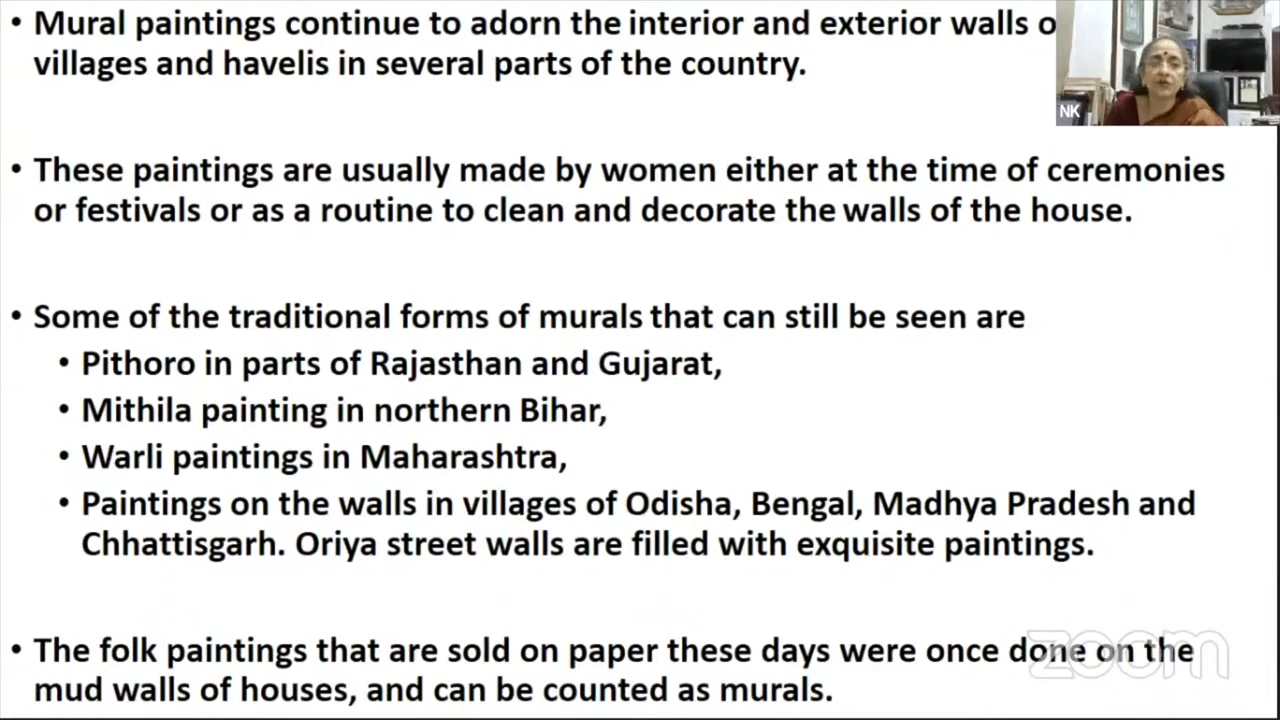 • Mural paintings continue to adorn the interior and exterior walls
villages and havelis in several parts of the country.
NK
• These paintings are usually made by women either at the time of ceremonies
or festivals or as a routine to clean and decorate the walls of the house.
• Some of the traditional forms of murals that can still be seen are
• Pithoro in parts of Rajasthan and Gujarat,
• Mithila painting in northern Bihar,
• Warli paintings in Maharashtra,
• Paintings on the walls in villages of Odisha, Bengal, Madhya Pradesh and
Chhattisgarh. Oriya street walls are filled with exquisite paintings.
• The folk paintings that are sold on paper these days were once done on the
mud walls of houses, and can be counted as murals.
zoom